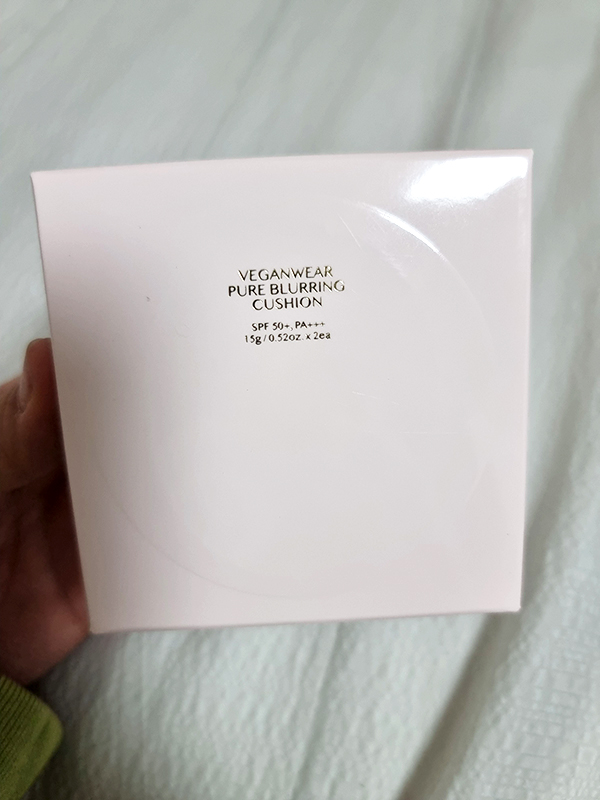 VEGANWEAR
PURE BLURRING
CUSHION
SPF 50+, PA+++
15g / 0.52oz. x 2ea